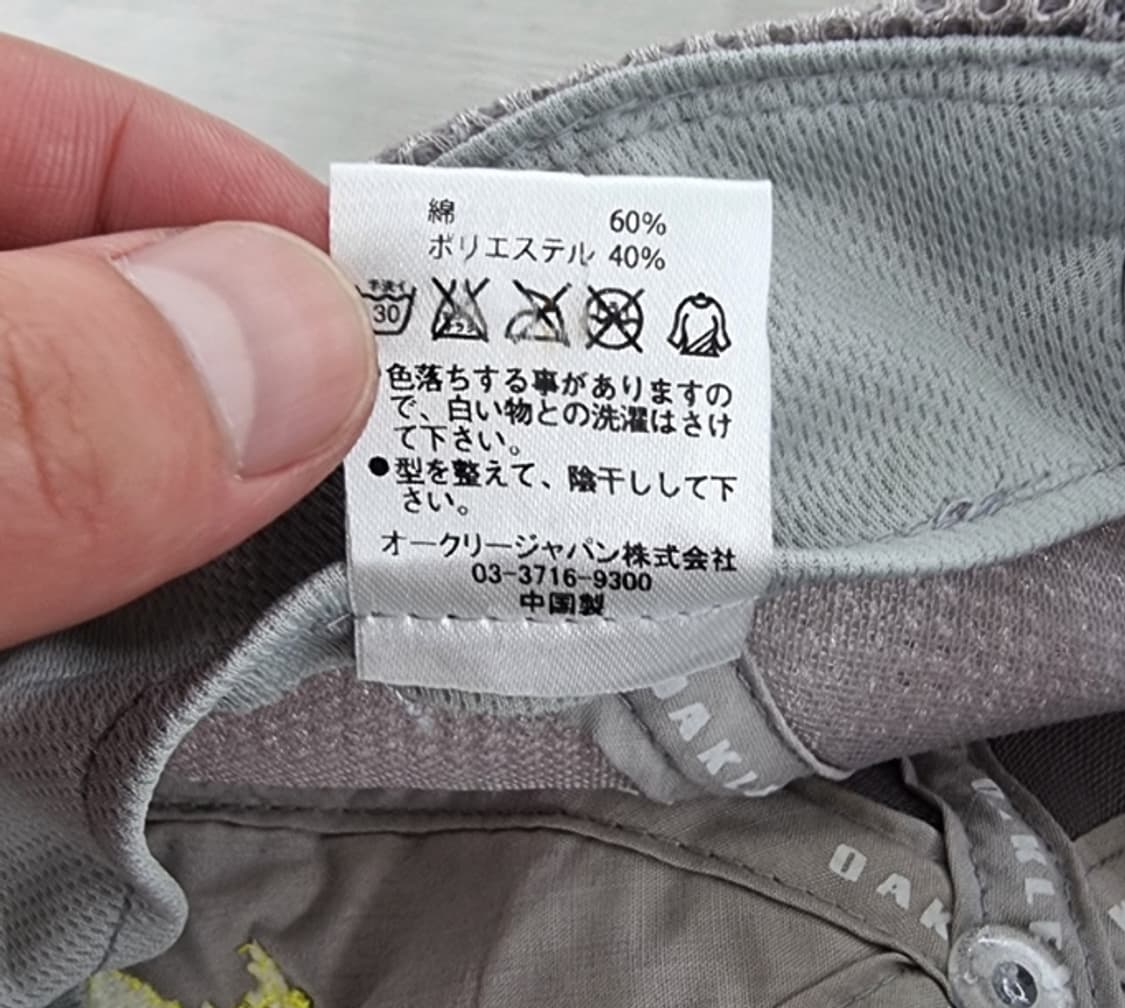 綿 60%
ポリエステル 40%
手洗イ
30
色落ちする事がありますの
で、白い物との洗濯はさけ
て下さい。
●型を整えて、陰干しして下
さい。
オークリージャパン株式会社
03-3716-9300
中国製
OAK